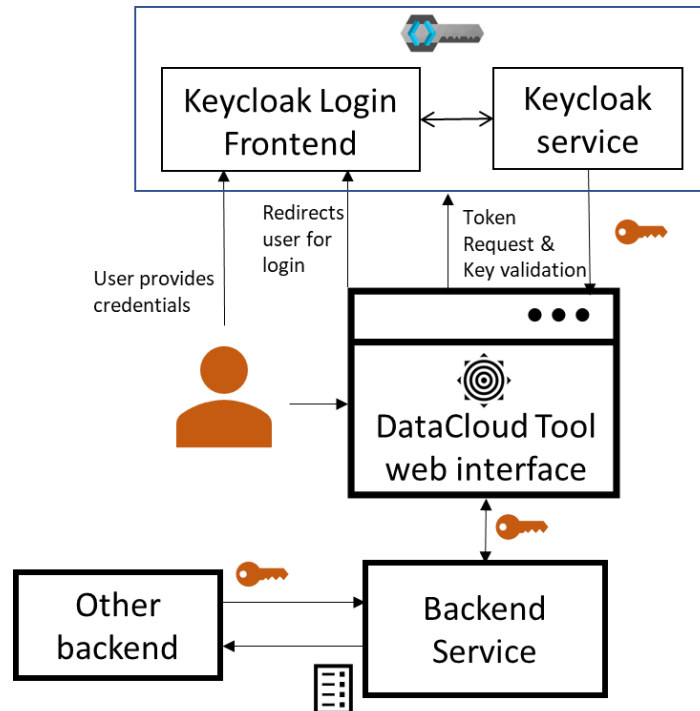 Keycloak Login
Frontend
Keycloak
service
Redirects
user for
login
Token
Request &
Key validation
User provides
credentials
DataCloud Tool
web interface
Other
backend
Backend
Service